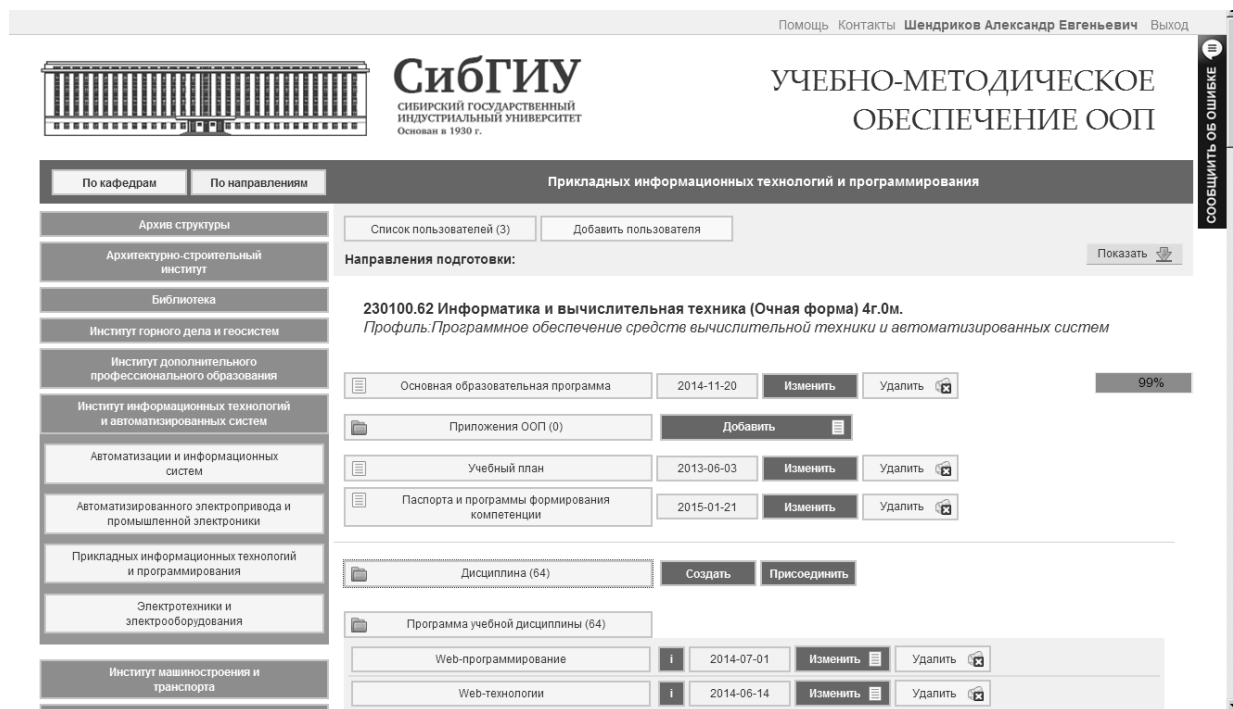 Помощь Контакты Шендриков Александр Евгеньевич Выход
СООБЩИТЬ ОБ ОШИБКЕ
СибГИУ
СИБИРСКИЙ ГОСУДАРСТВЕННЫЙ
ИНДУСТРИАЛЬНЫЙ УНИВЕРСИТЕТ
Основан в 1930 г.
УЧЕБНО-МЕТОДИЧЕСКОЕ
ОБЕСПЕЧЕНИЕ ООП
По кафедрам По направлениям
Прикладных информационных технологий и программирования
Архив структуры
Архитектурно-строительный
институт
Библиотека
Институт горного дела и геосистем
Институт дополнительного
профессионального образования
Институт информационных технологий
и автоматизированных систем
Автоматизации и информационных
систем
Автоматизированного электропривода и
промышленной электроники
Прикладных информационных технологий
и программирования
Электротехники и
электрооборудования
Институт машиностроения и
транспорта
Список пользователей (3) Добавить пользователя
Направления подготовки: Показать
230100.62 Информатика и вычислительная техника (Очная форма) 4г.0м.
Профиль:Программное обеспечение средств вычислительной техники и автоматизированных систем
Основная образовательная программа 2014-11-20 Изменить Удалить 99%
Приложения ООП (0) Добавить
Учебный план 2013-06-03 Изменить Удалить
Паспорта и программы формирования
компетенции 2015-01-21 Изменить Удалить
Дисциплина (64) Создать Присоединить
Программа учебной дисциплины (64)
Web-программирование i 2014-07-01 Изменить Удалить
Web-технологии i 2014-06-14 Изменить Удалить